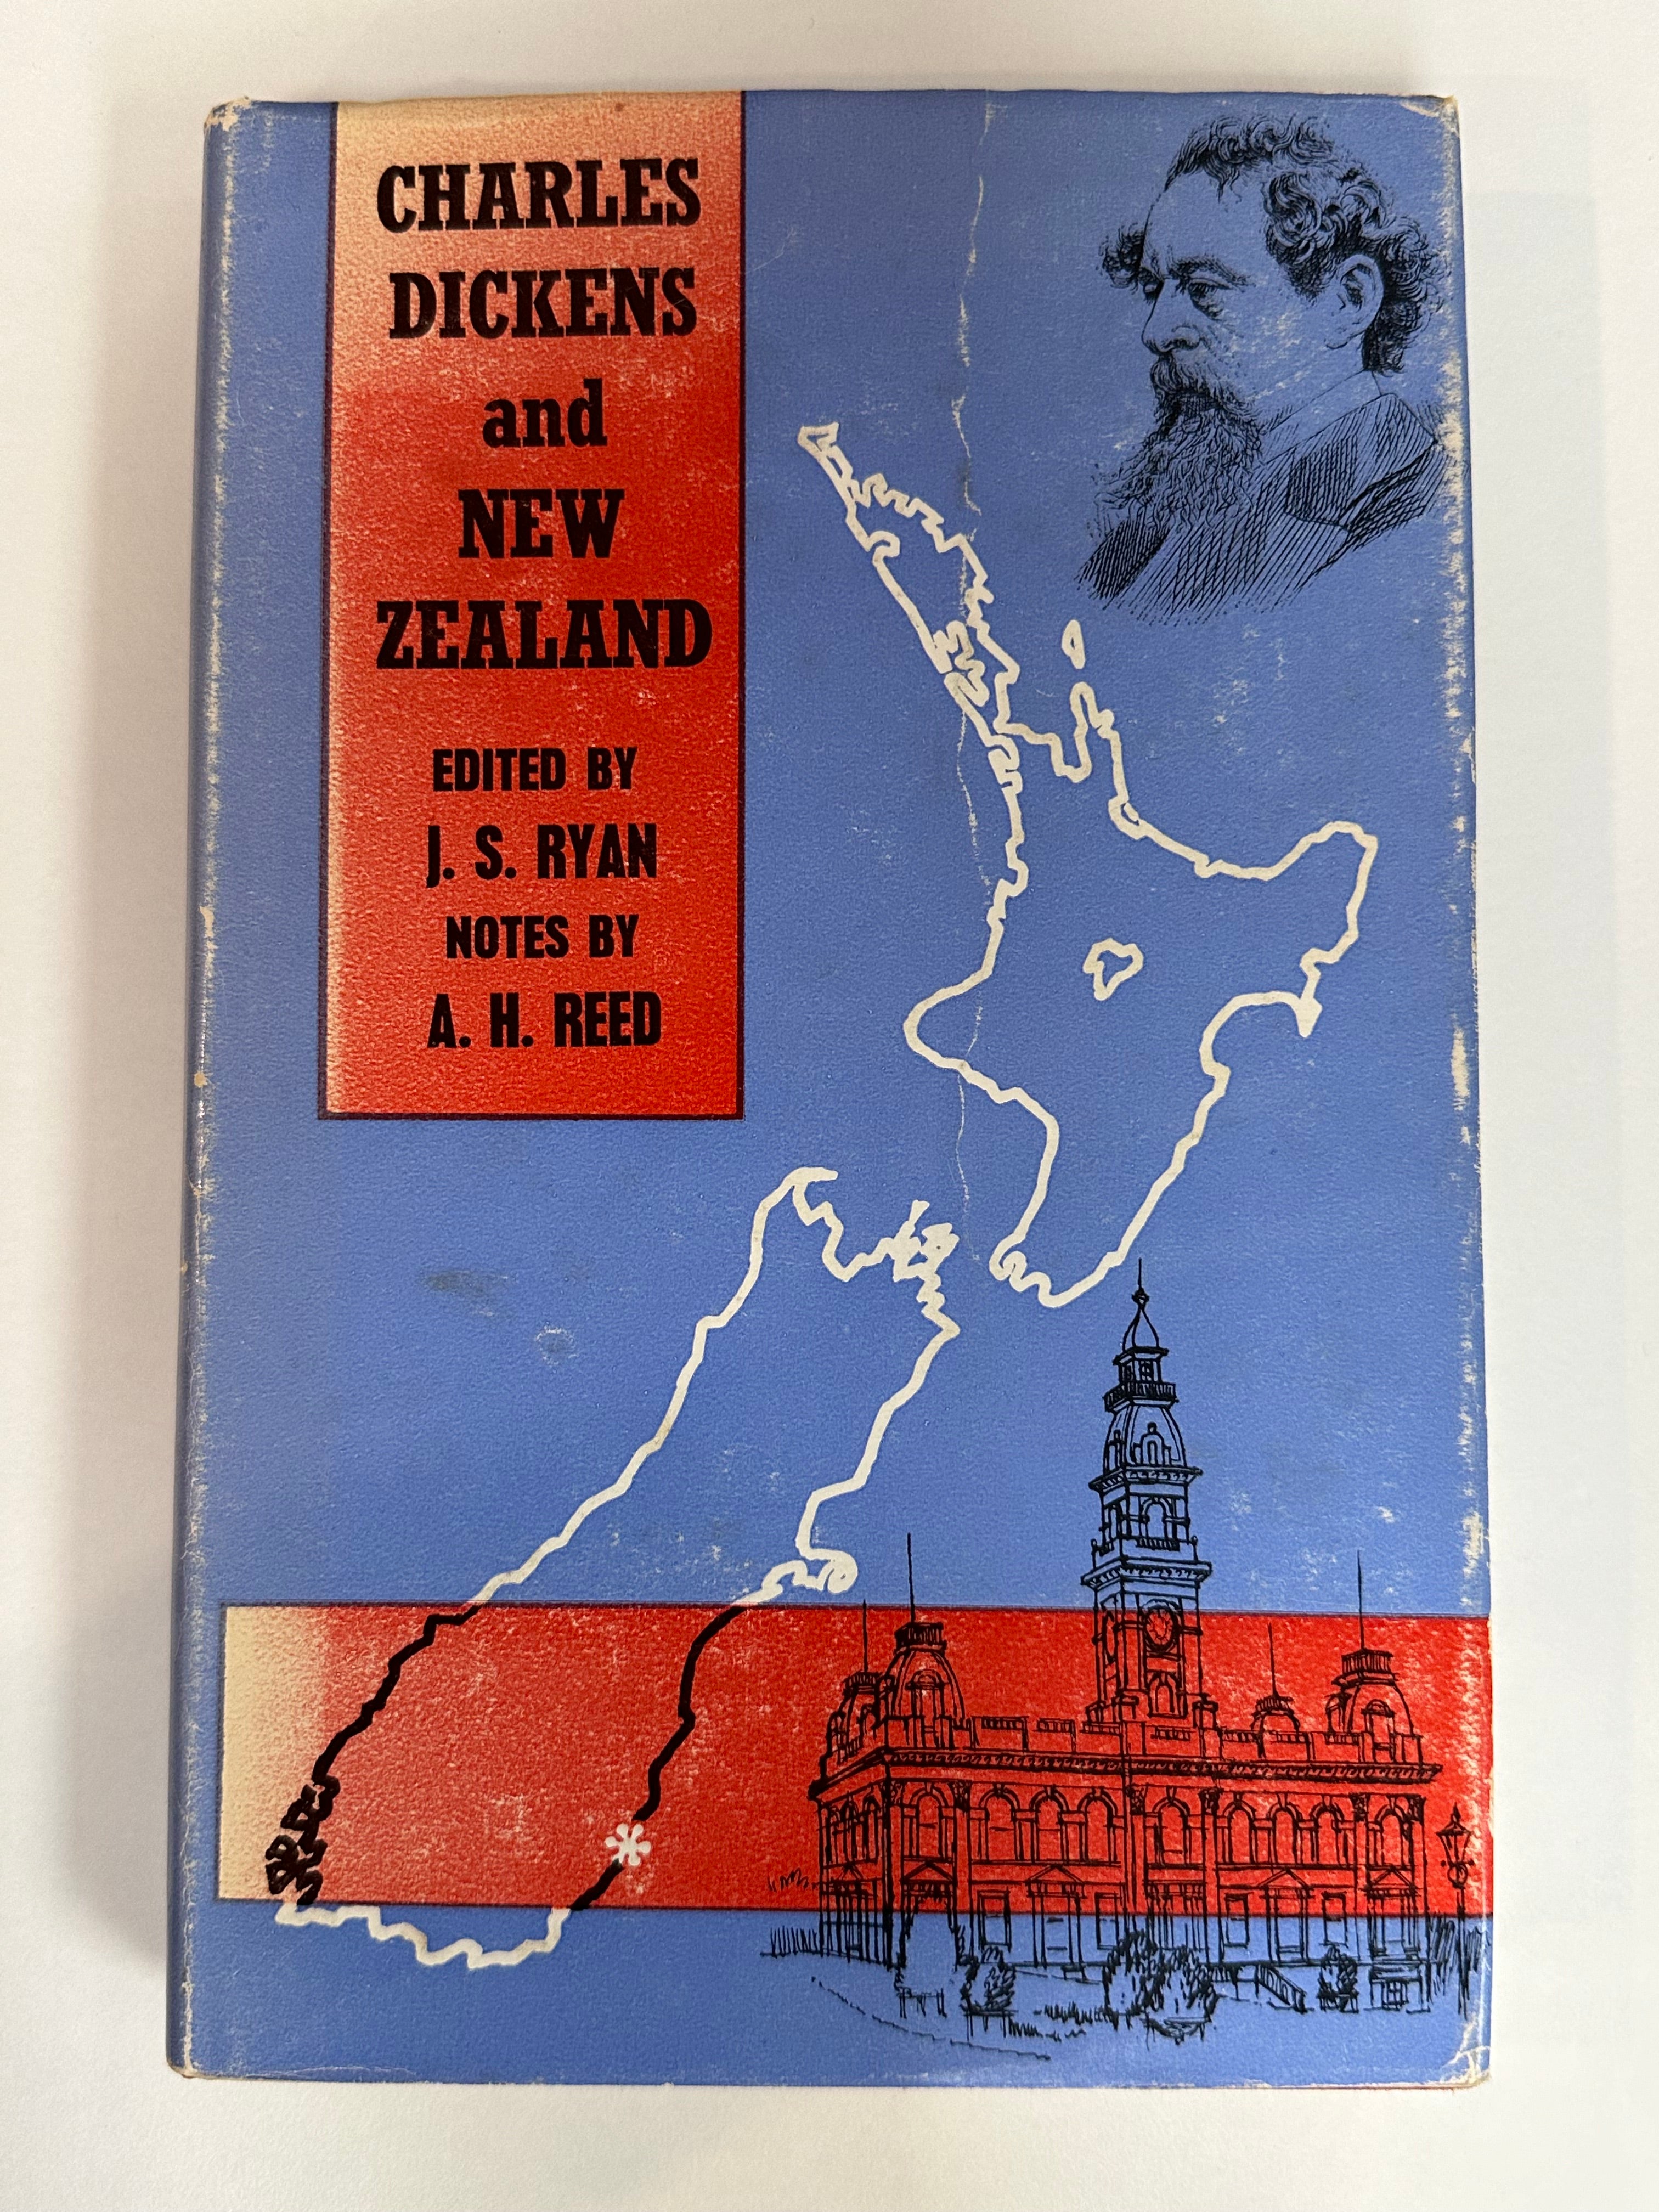 CHARLES
DICKENS
and
NEW
ZEALAND
EDITED BY
J. S. RYAN
NOTES BY
A. H. REED